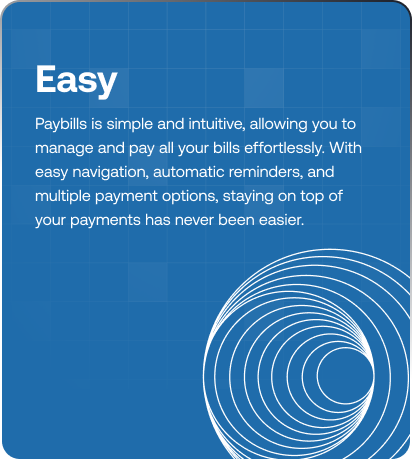 Easy
Paybills is simple and intuitive, allowing you to
manage and pay all your bills effortlessly. With
easy navigation, automatic reminders, and
multiple payment options, staying on top of
your payments has never been easier.